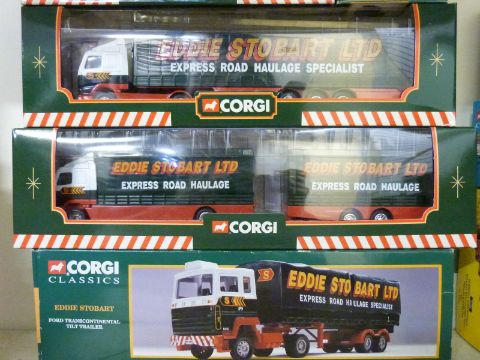 EDDIE STOBART LTD
EXPRESS ROAD HAULAGE SPECIALIST
CORGI
EDDIE STOBART LTD
EXPRESS ROAD HAULAGE
EDDIE STOBART LTD
EXPRESS ROAD HAULAGE
CORGI
CORGI
CLASSICS
EDDIE STOBART
FORD TRANSCONTINENTAL
TILT TRAILER
S
EDDIE STOBART LTD
EXPRESS ROAD HAULAGE SPECIALIST
S